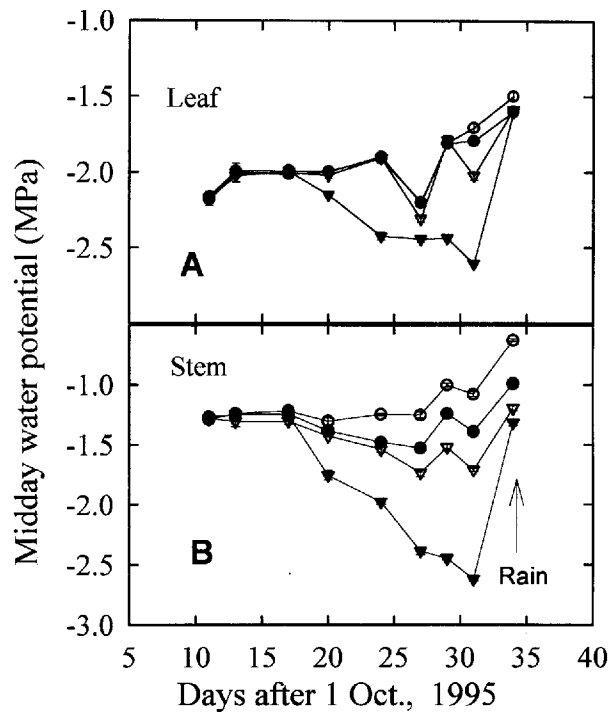 -1.0
-1.5
-2.0
-2.5
Leaf
A
Midday water potential (MPa)
Stem
-1.0
-1.5
-2.0
-2.5
-3.0
B
Rain
5 10 15 20 25 30 35 40
Days after 1 Oct., 1995